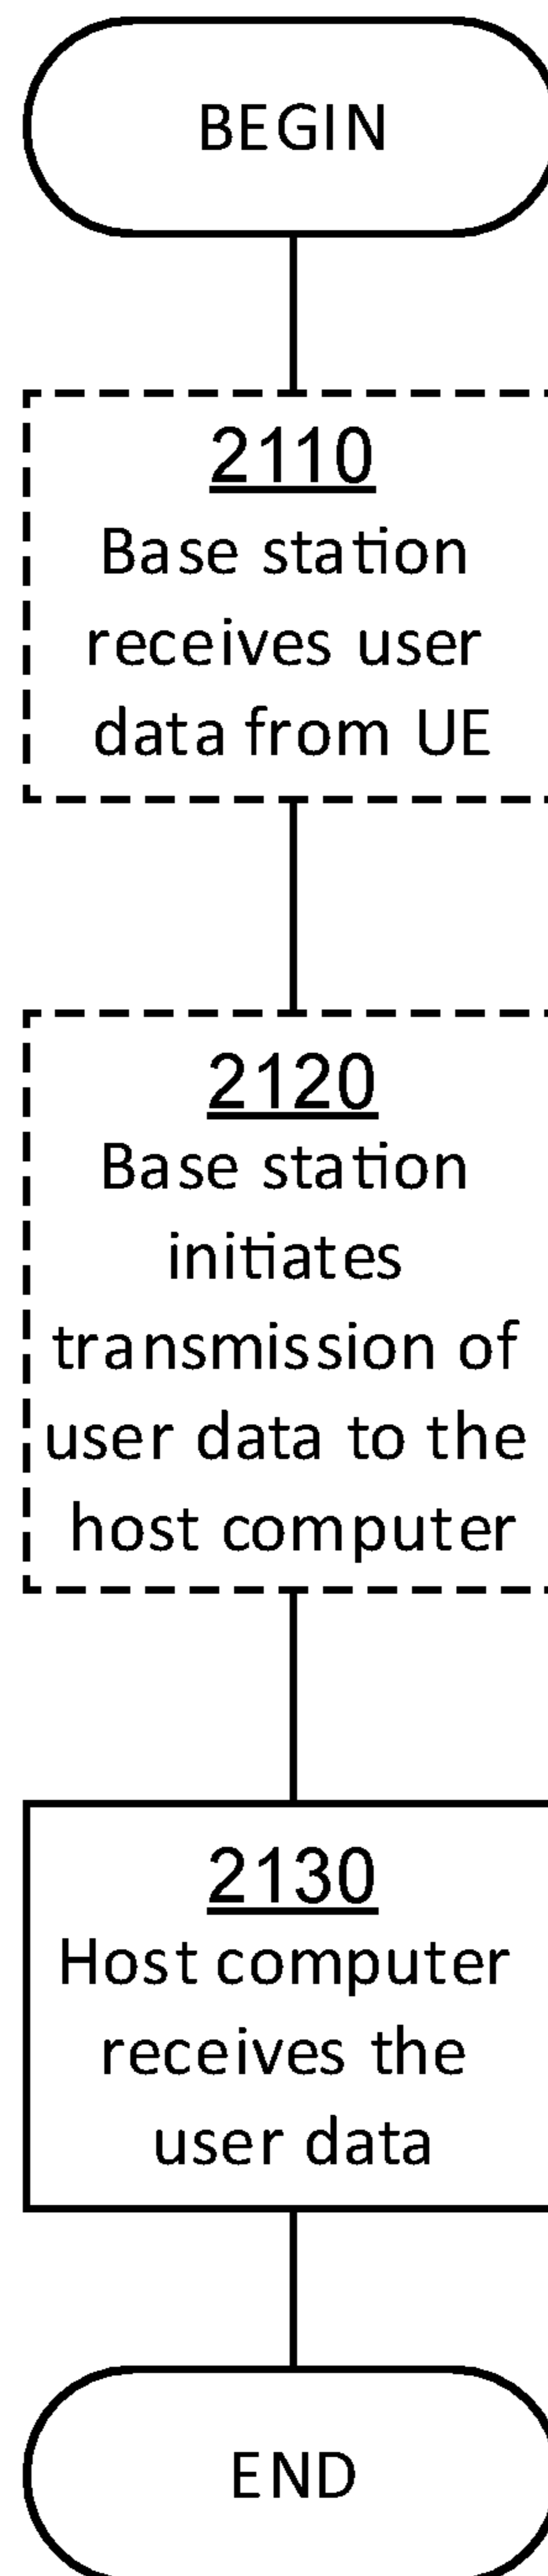 BEGIN
2110
Base station
receives user
data from UE
2120
Base station
initiates
transmission of
user data to the
host computer
2130
Host computer
receives the
user data
END